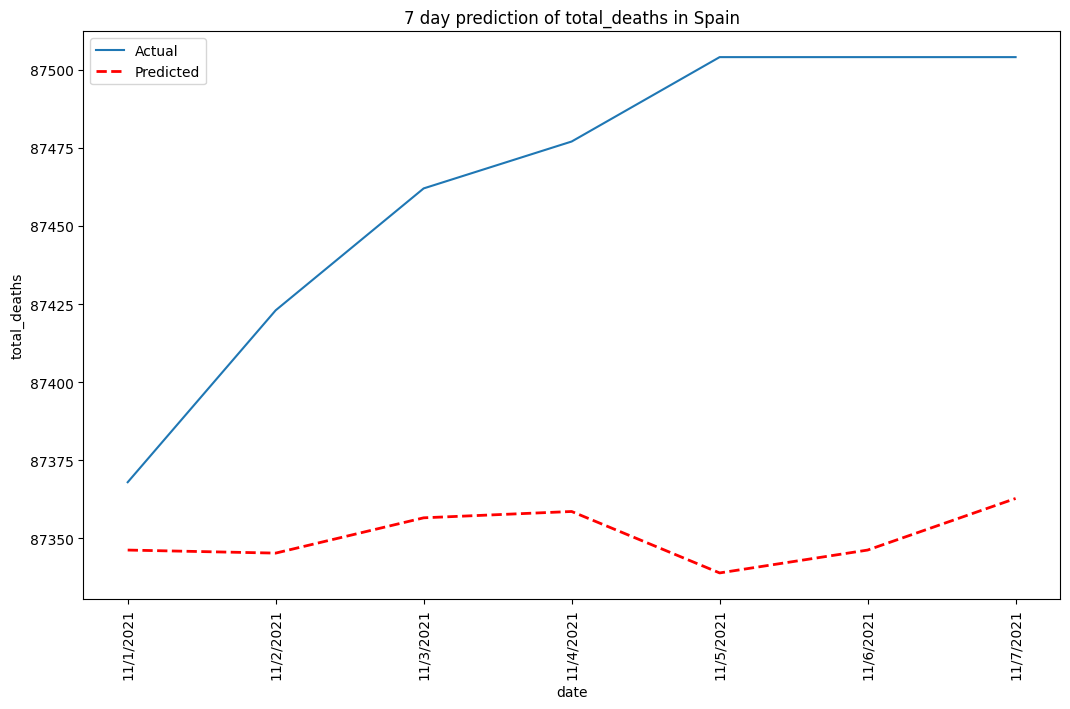 7 day prediction of total_deaths in Spain
Actual
Predicted
87500
87475
87450
87425
87400
87375
87350
total_deaths
11/1/2021
11/2/2021
11/3/2021
11/4/2021
11/5/2021
11/6/2021
11/7/2021
date